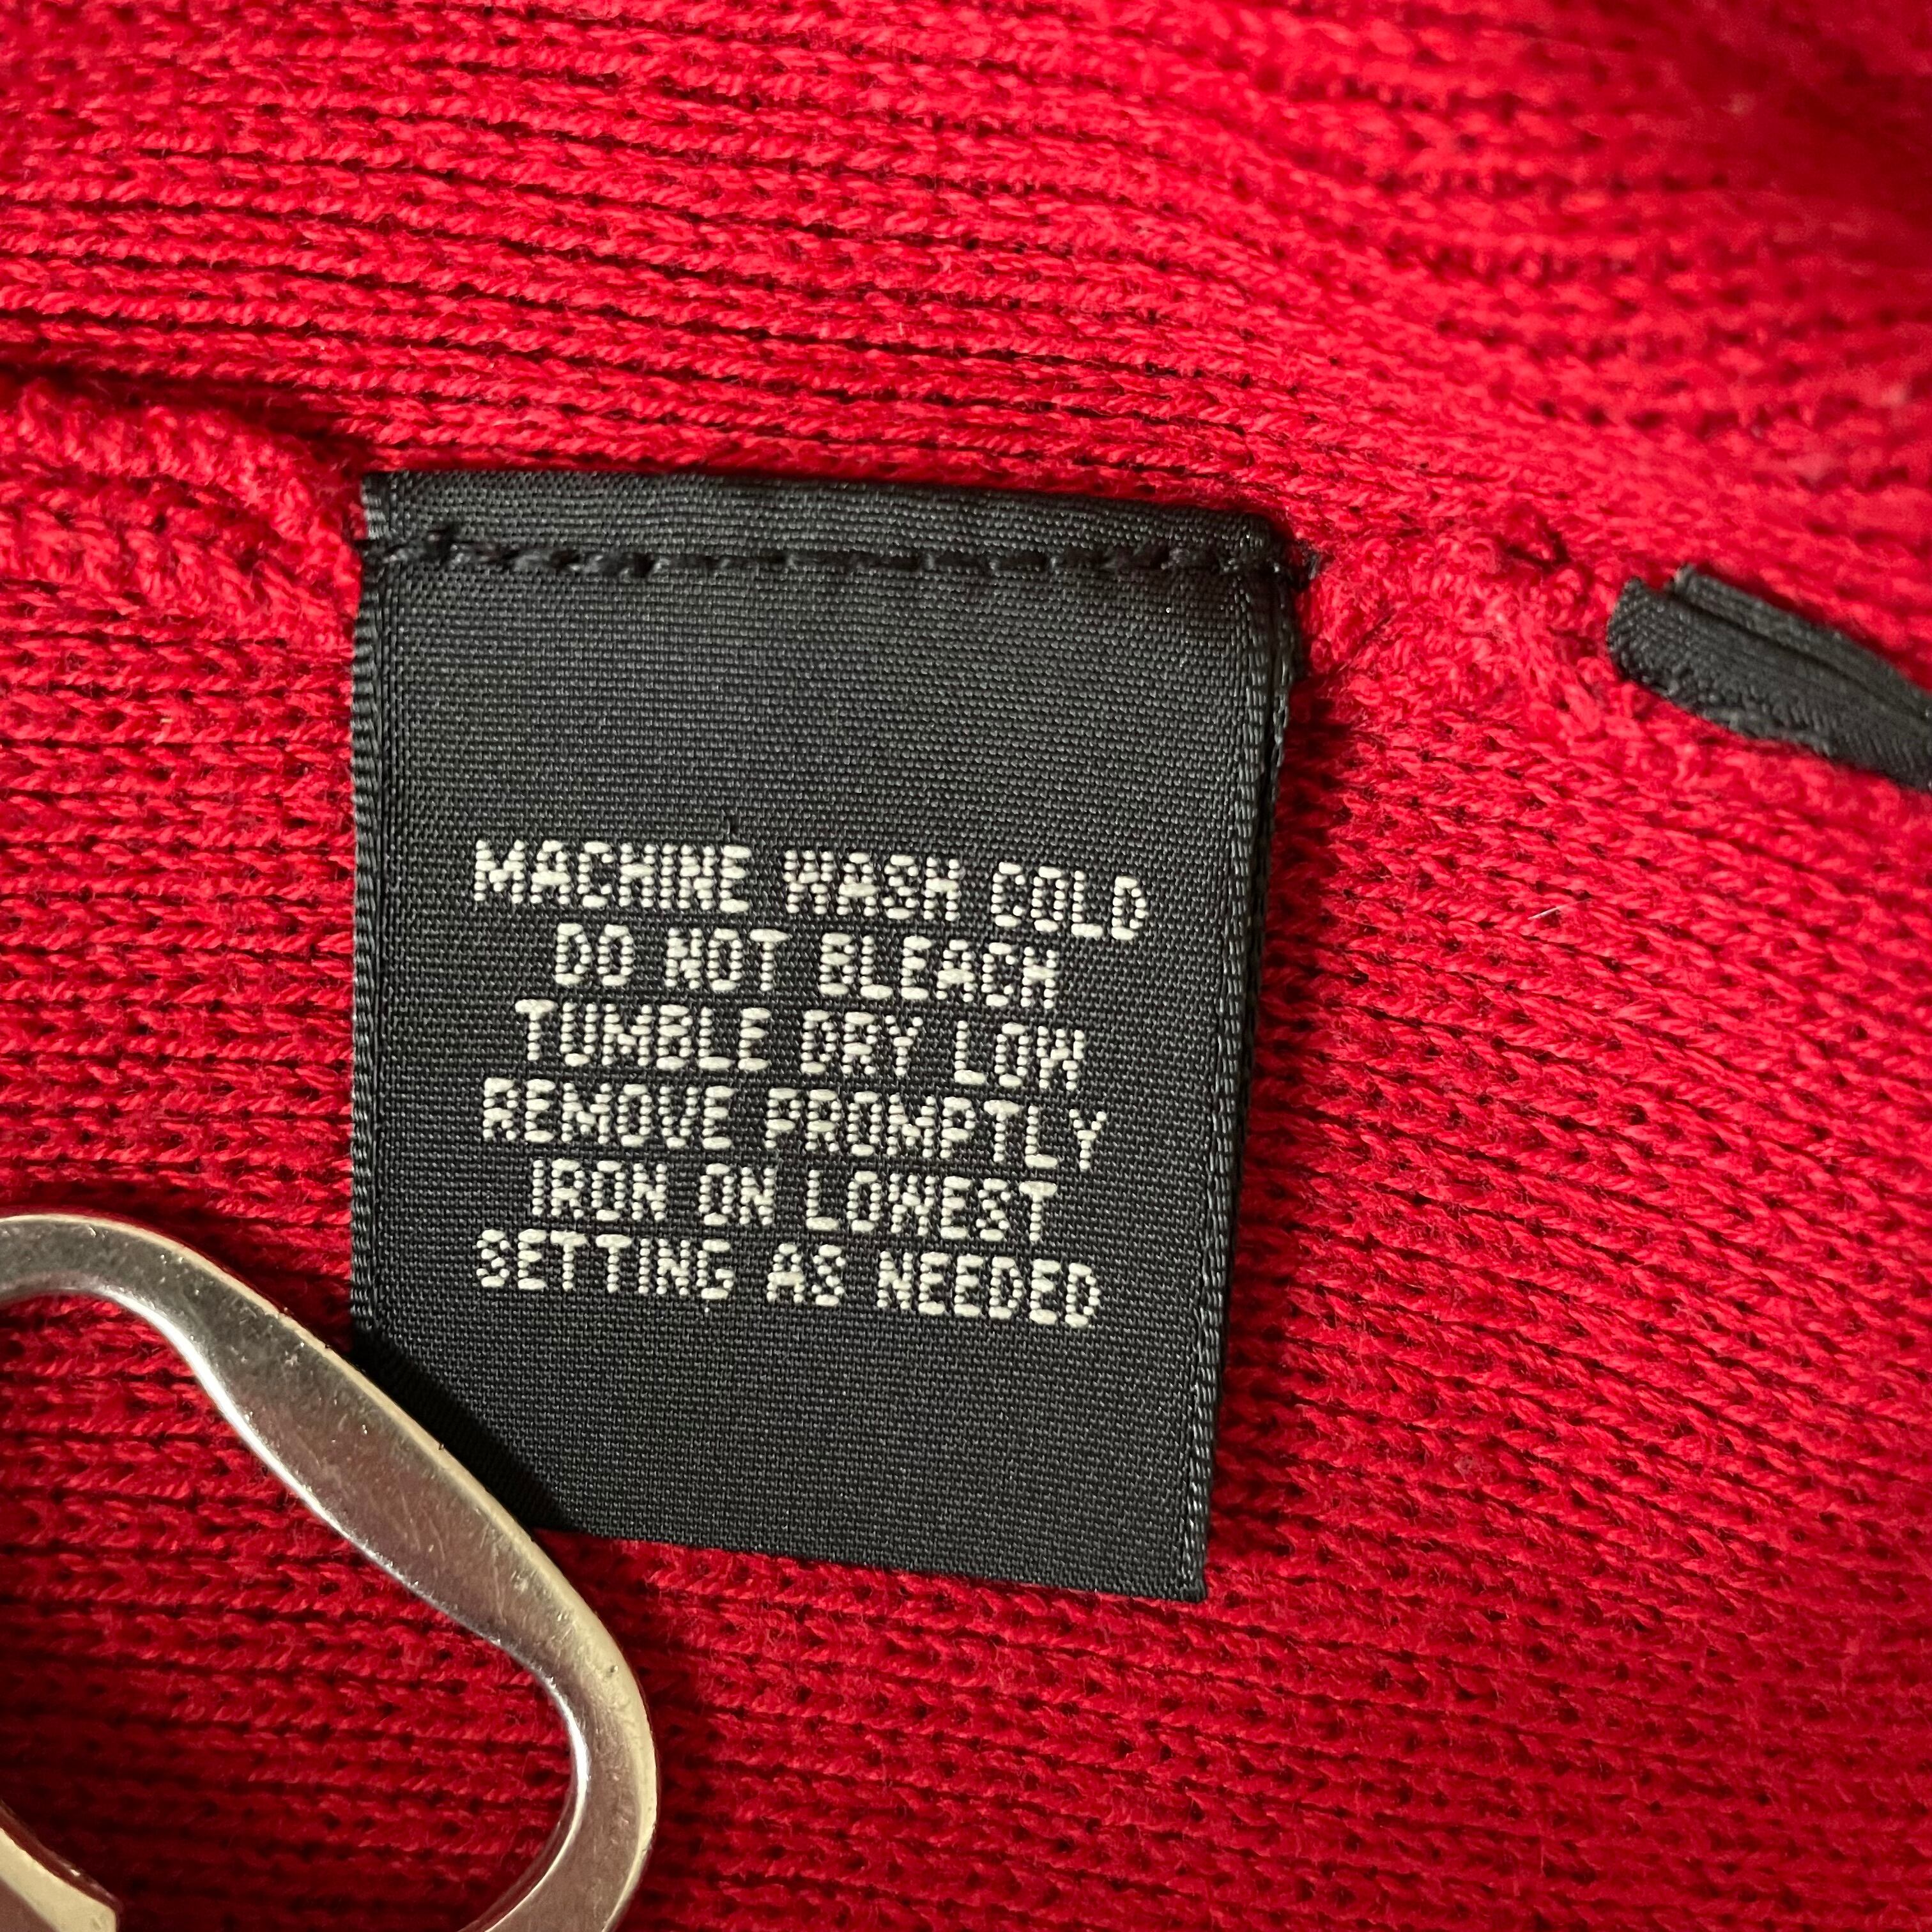 MACHINE WASH COLD
DO NOT BLEACH
TUMBLE DRY LOW
REMOVE PROMPTLY
IRON ON LOWEST
SETTING AS NEEDED